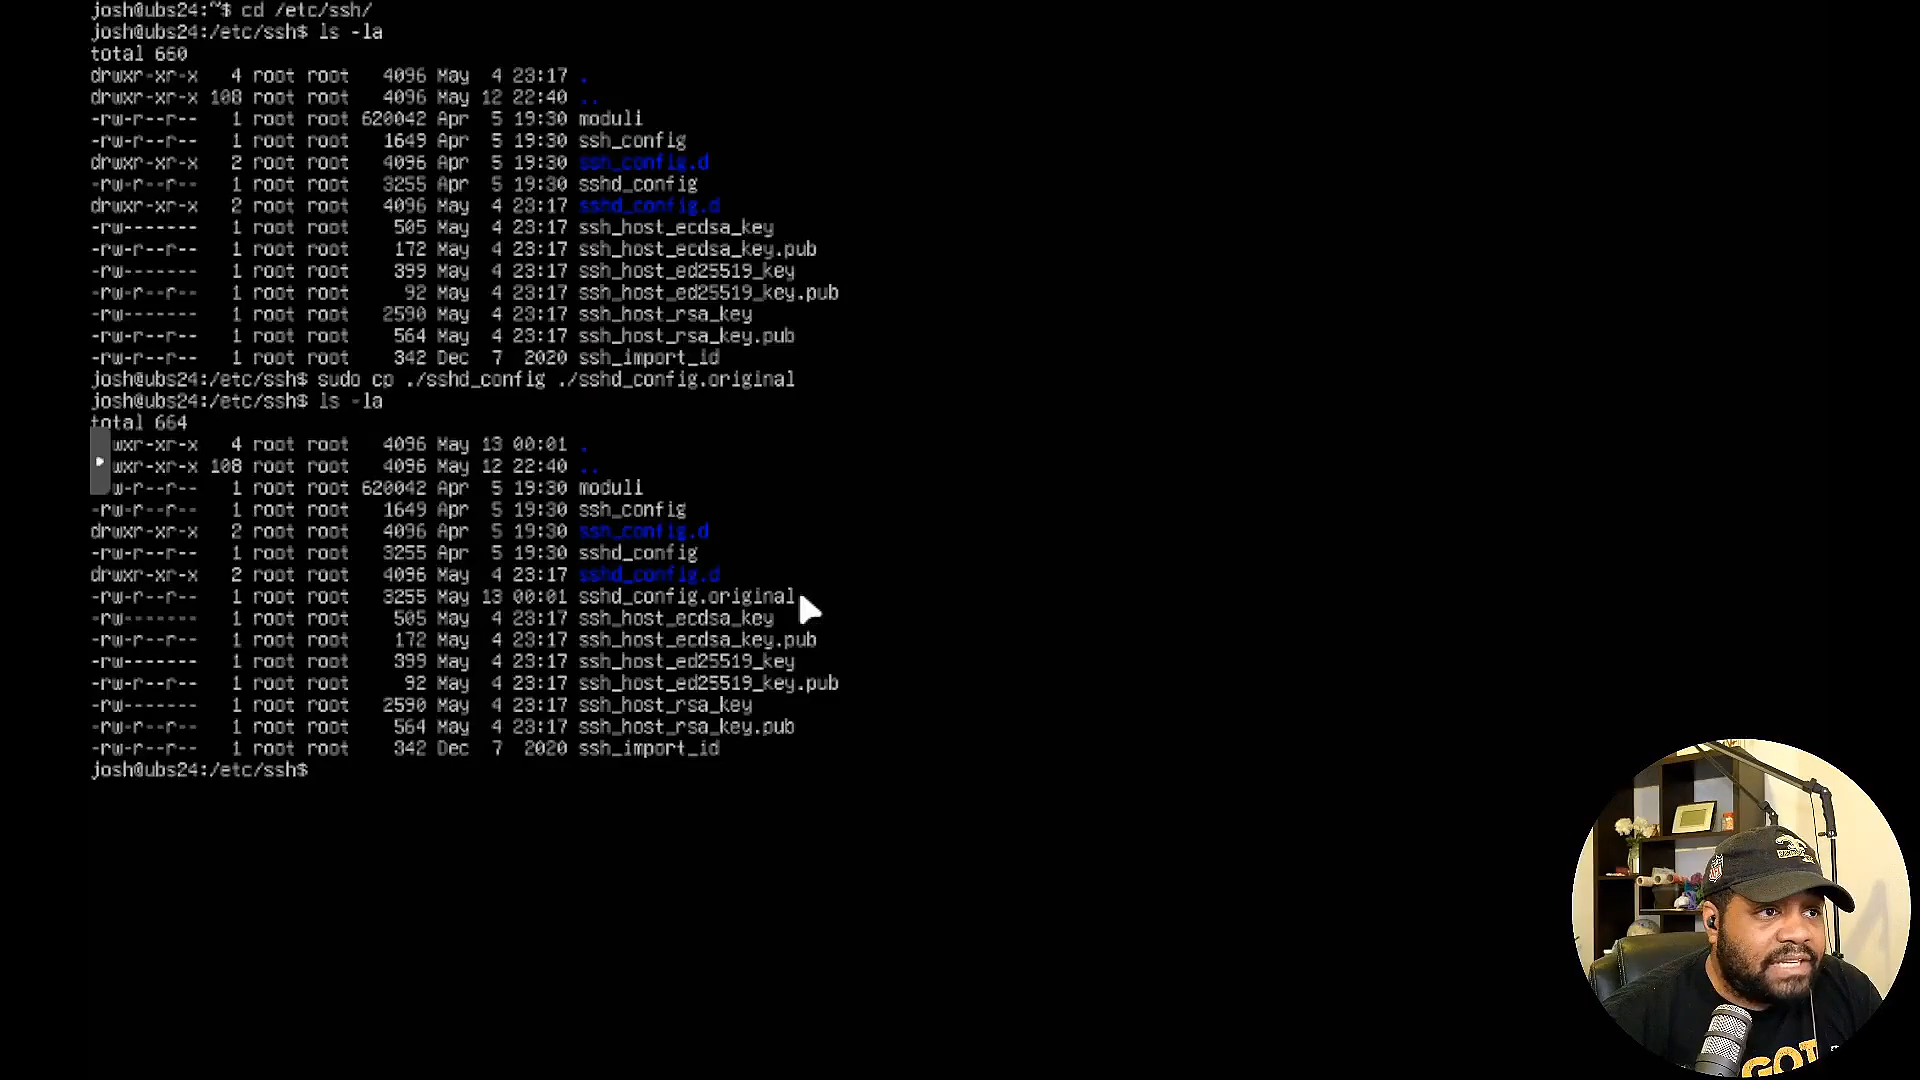 josh@ubs24:~$ cd /etc/ssh/
josh@ubs24:/etc/ssh$ ls -la
total 660
drwxr-xr-x   4 root root   4096 May  4 23:17 .
drwxr-xr-x 108 root root   4096 May 12 22:40 ..
-rw-r--r--   1 root root 620042 Apr  5 19:30 moduli
-rw-r--r--   1 root root   1649 Apr  5 19:30 ssh_config
drwxr-xr-x   2 root root   4096 Apr  5 19:30 ssh_config.d
-rw-r--r--   1 root root   3255 Apr  5 19:30 sshd_config
drwxr-xr-x   2 root root   4096 May  4 23:17 sshd_config.d
-rw-------   1 root root    505 May  4 23:17 ssh_host_ecdsa_key
-rw-r--r--   1 root root    172 May  4 23:17 ssh_host_ecdsa_key.pub
-rw-------   1 root root    399 May  4 23:17 ssh_host_ed25519_key
-rw-r--r--   1 root root     92 May  4 23:17 ssh_host_ed25519_key.pub
-rw-------   1 root root   2590 May  4 23:17 ssh_host_rsa_key
-rw-r--r--   1 root root    564 May  4 23:17 ssh_host_rsa_key.pub
-rw-r--r--   1 root root    342 Dec  7  2020 ssh_import_id
josh@ubs24:/etc/ssh$ sudo cp ./sshd_config ./sshd_config.original
josh@ubs24:/etc/ssh$ ls -la
total 664
wxr-xr-x   4 root root   4096 May 13 00:01 .
wxr-xr-x 108 root root   4096 May 12 22:40 ..
w-r--r--   1 root root 620042 Apr  5 19:30 moduli
-rw-r--r--   1 root root   1649 Apr  5 19:30 ssh_config
drwxr-xr-x   2 root root   4096 Apr  5 19:30 ssh_config.d
-rw-r--r--   1 root root   3255 Apr  5 19:30 sshd_config
drwxr-xr-x   2 root root   4096 May  4 23:17 sshd_config.d
-rw-r--r--   1 root root   3255 May 13 00:01 sshd_config.original
-rw-------   1 root root    505 May  4 23:17 ssh_host_ecdsa_key
-rw-r--r--   1 root root    172 May  4 23:17 ssh_host_ecdsa_key.pub
-rw-------   1 root root    399 May  4 23:17 ssh_host_ed25519_key
-rw-r--r--   1 root root     92 May  4 23:17 ssh_host_ed25519_key.pub
-rw-------   1 root root   2590 May  4 23:17 ssh_host_rsa_key
-rw-r--r--   1 root root    564 May  4 23:17 ssh_host_rsa_key.pub
-rw-r--r--   1 root root    342 Dec  7  2020 ssh_import_id
josh@ubs24:/etc/ssh$
GOT